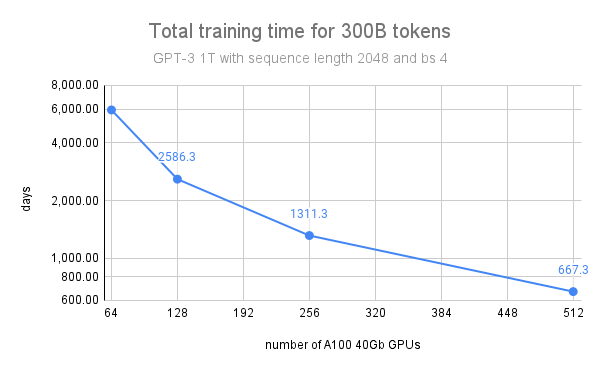 Total training time for 300B tokens
GPT-3 1T with sequence length 2048 and bs 4
8,000.00
6,000.00
4,000.00
2,000.00
1,000.00
800.00
600.00
days
2586.3
1311.3
667.3
64 128 192 256 320 384 448 512
number of A100 40Gb GPUs